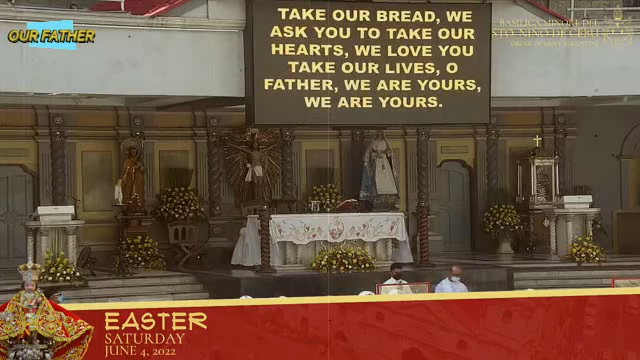 OUR FATHER
TAKE OUR BREAD, WE
ASK YOU TO TAKE OUR
HEARTS, WE LOVE YOU
TAKE OUR LIVES, O
FATHER, WE ARE YOURS,
WE ARE YOURS.
BASILICA MINORE DEL
STO. NIÑO DE CEBU
ORDER OF SAINT AUGUSTINE
EASTER
SATURDAY
JUNE 4, 2022